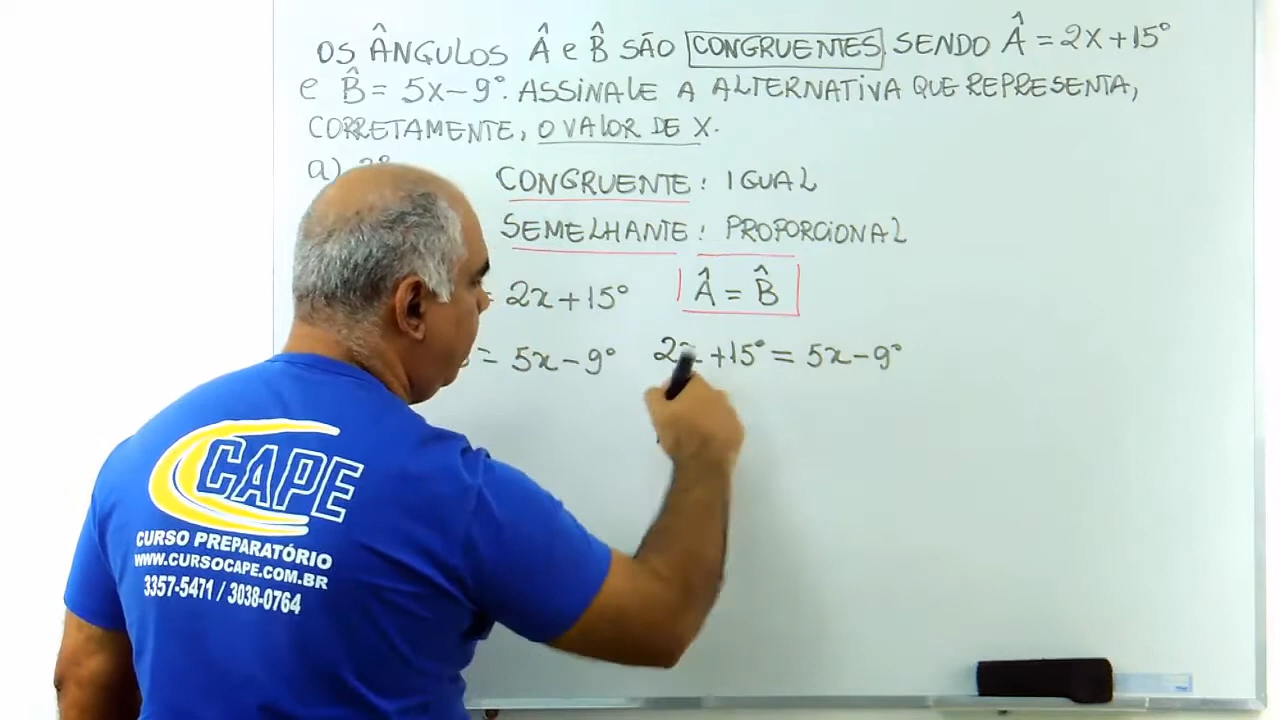 OS ÂNGULOS Â e B̂ SÃO CONGRUENTES. SENDO Â = 2x+15°
e B̂ = 5x-9°. ASSINALE A ALTERNATIVA QUE REPRESENTA,
CORRETAMENTE, O VALOR DE X.
a)
CONGRUENTE: IGUAL
SEMELHANTE: PROPORCIONAL
= 2x+15°
Â = B̂
= 5x-9°
2x+15° = 5x-9°
CAPE
CURSO PREPARATÓRIO
WWW.CURSOCAPE.COM.BR
3357-5471 / 3038-0764